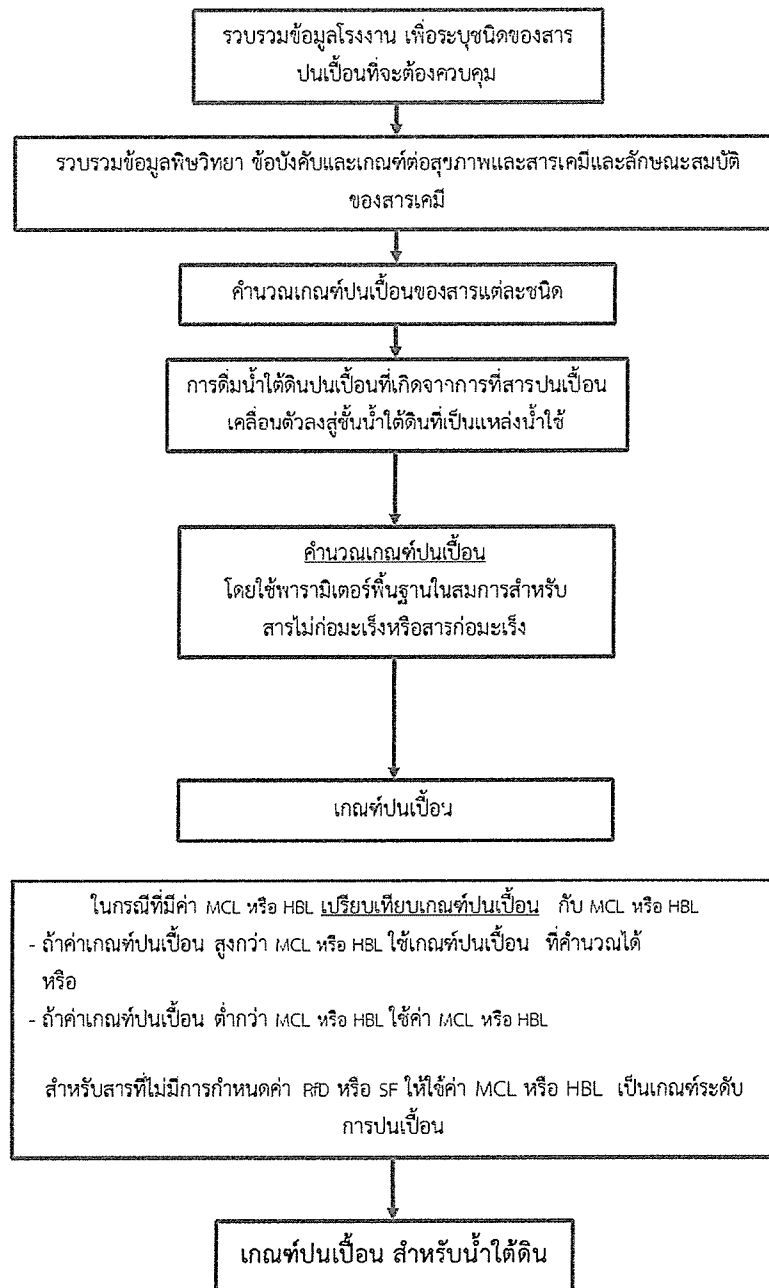 รวบรวมข้อมูลโรงงาน เพื่อระบุชนิดของสาร
ปนเปื้อนที่จะต้องควบคุม
รวบรวมข้อมูลพิษวิทยา ข้อบังคับและเกณฑ์ต่อสุขภาพและสารเคมีและลักษณะสมบัติ
ของสารเคมี
คำนวณเกณฑ์ปนเปื้อนของสารแต่ละชนิด
การดื่มน้ำใต้ดินปนเปื้อนที่เกิดจาาการที่สารปนเปื้อน
เคลื่อนตัวลงสู่ชั้นน้ำใต้ดินที่เป็นแหล่งน้ำใช้
คำนวณเกณฑ์ปนเปื้อน
โดยใช้พารามิเตอร์พื้นฐานในสมการสำหรับ
สารไม่ก่อมะเร็งหรือสารก่อมะเร็ง
เกณฑ์ปนเปื้อน
ในกรณีที่มีค่า MCL หรือ HBL เปรียบเทียบเกณฑ์ปนเปื้อน กับ MCL หรือ HBL
- ถ้าค่าเกณฑ์ปนเปื้อน สูงกว่า MCL หรือ HBL ใช้เกณฑ์ปนเปื้อน ที่คำนวณได้
หรือ
- ถ้าค่าเกณฑ์ปนเปื้อน ต่ำกว่า MCL หรือ HBL ใช้ค่า MCL หรือ HBL
สำหรับสารที่ไม่มีการกำหนดค่า RfD หรือ SF ให้ใช้ค่า MCL หรือ HBL เป็นเกณฑ์ระดับ
การปนเปื้อน
เกณฑ์ปนเปื้อน สำหรับน้ำใต้ดิน